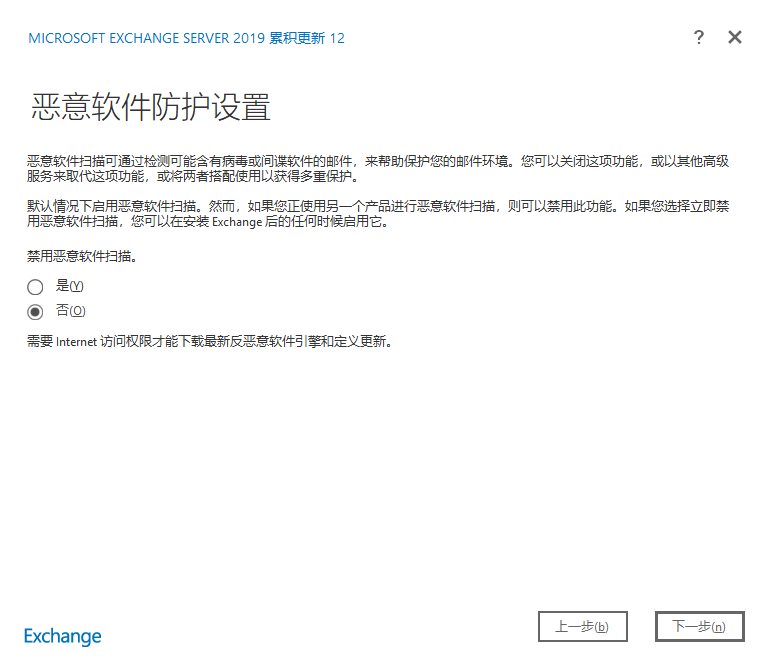 MICROSOFT EXCHANGE SERVER 2019 累积更新 12
?
恶意软件防护设置
恶意软件扫描可通过检测可能含有病毒或间谍软件的邮件，来帮助保护您的邮件环境。您可以关闭这项功能，或以其他高级
服务来取代这项功能，或将两者搭配使用以获得多重保护。
默认情况下启用恶意软件扫描。然而，如果您正使用另一个产品进行恶意软件扫描，则可以禁用此功能。如果您选择立即禁
用恶意软件扫描，您可以在安装 Exchange 后的任何时候启用它。
禁用恶意软件扫描。
是(Y)
否(O)
需要 Internet 访问权限才能下载最新反恶意软件引擎和定义更新。
Exchange
上一步(b)
下一步(n)